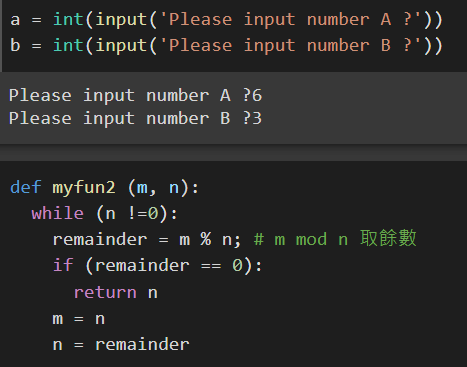 a = int(input('Please input number A ?'))
b = int(input('Please input number B ?'))
Please input number A ?6
Please input number B ?3
def myfun2 (m, n):
  while (n !=0):
    remainder = m % n; # m mod n 取餘數
    if (remainder == 0):
      return n
    m = n
    n = remainder